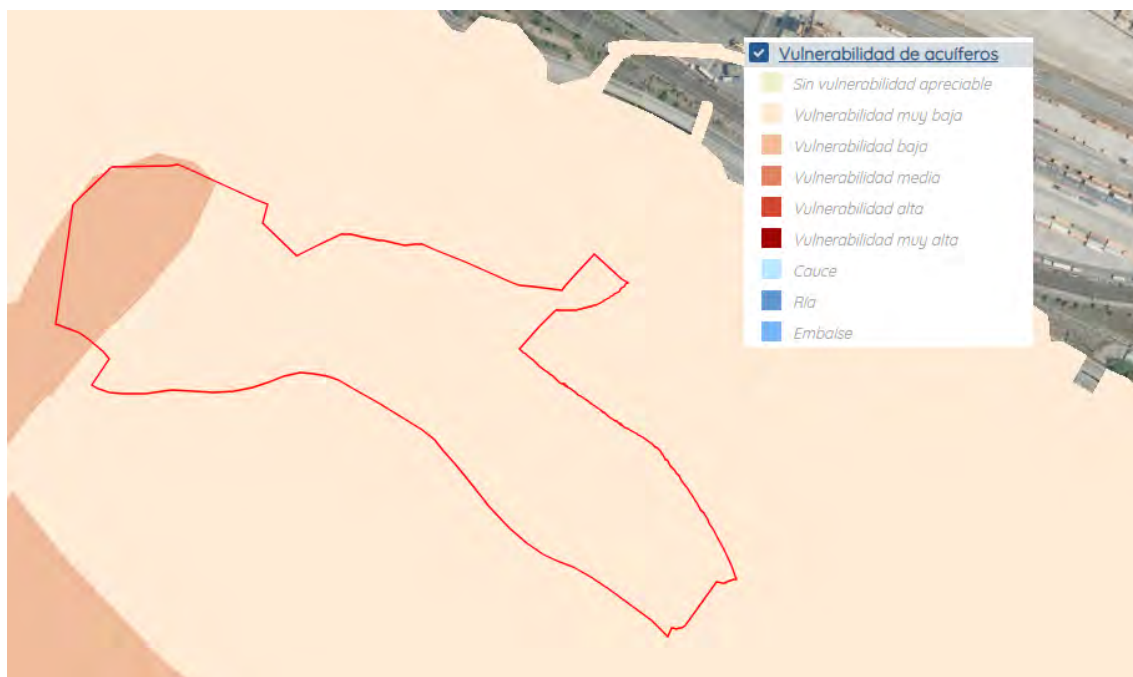 Vulnerabilidad de acuíferos
Sin vulnerabilidad apreciable
Vulnerabilidad muy baja
Vulnerabilidad baja
Vulnerabilidad media
Vulnerabilidad alta
Vulnerabilidad muy alta
Cauce
Ría
Embalse